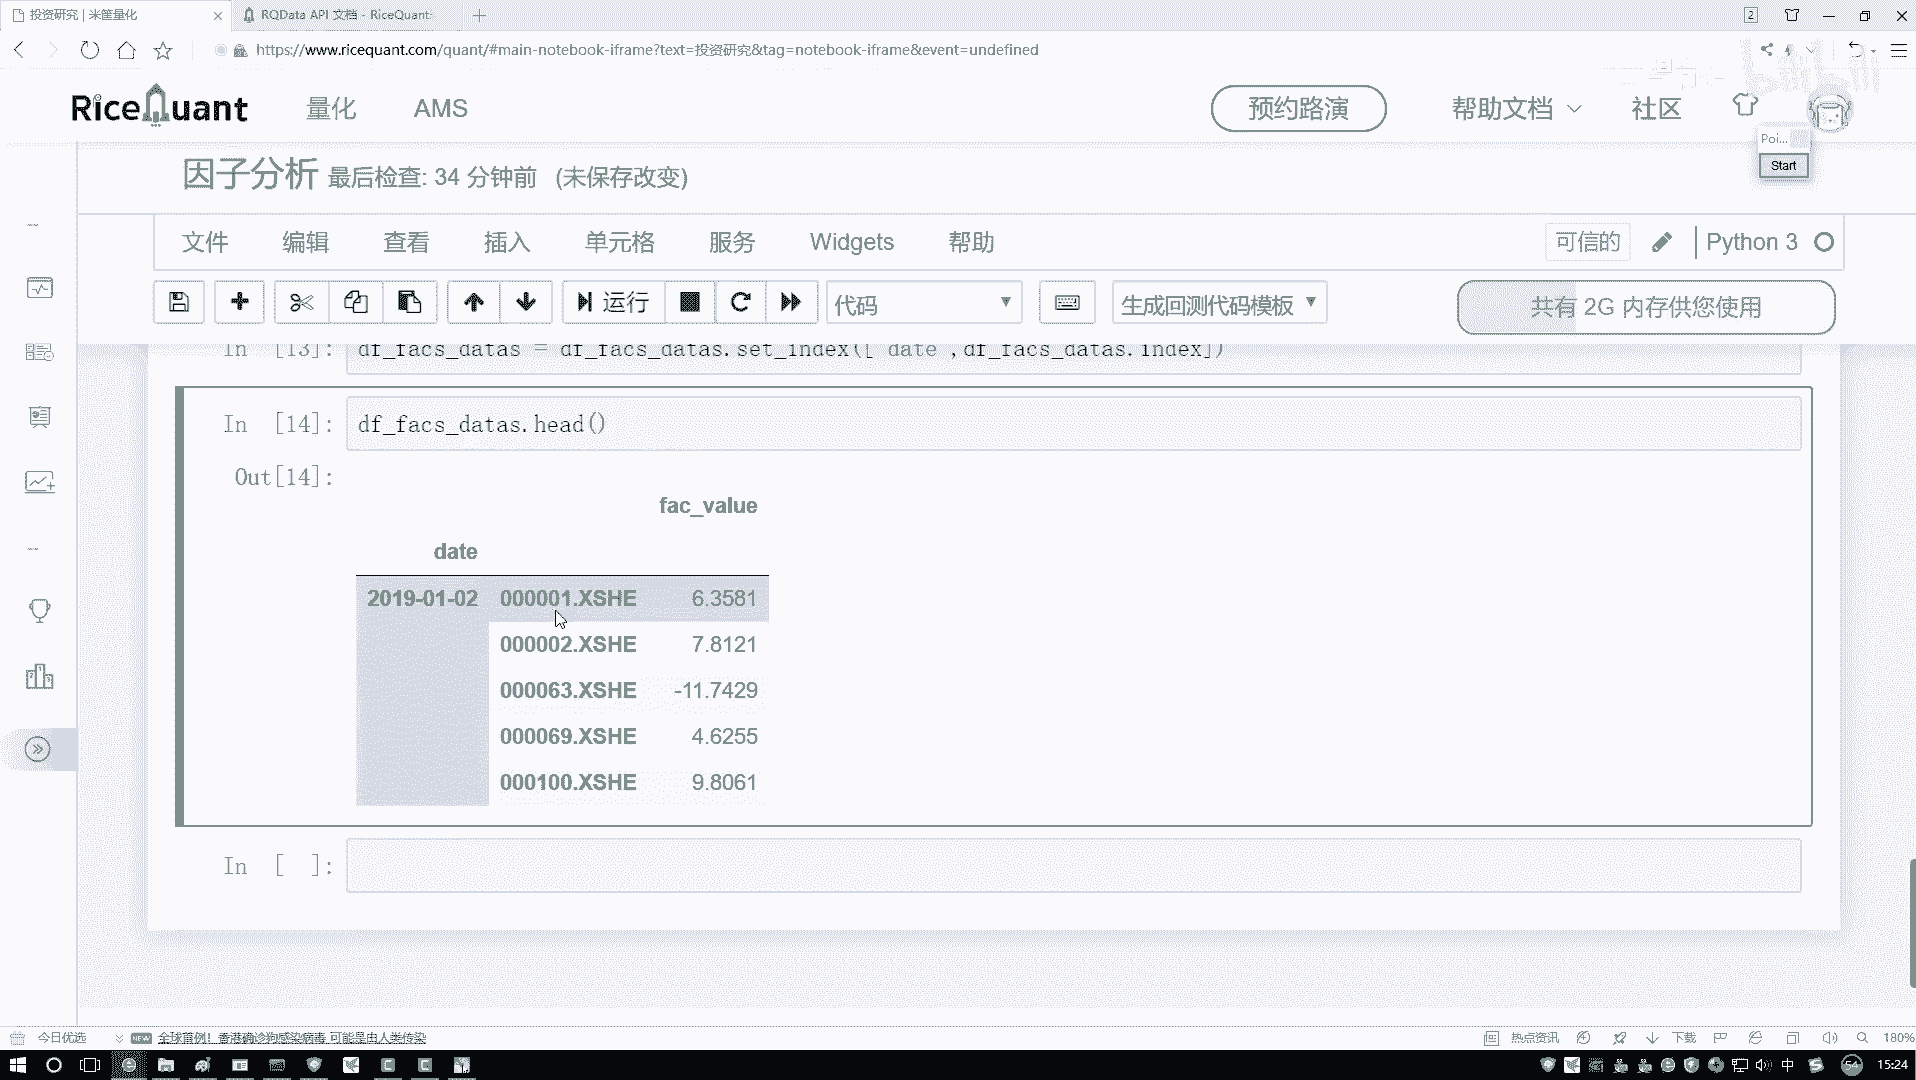 投资研究 | 米筐量化
RQData API 文档 - RiceQuant:
2
https://www.ricequant.com/quant/#main-notebook-iframe?text=投资研究&tag=notebook-iframe&event=undefined
RiceQuant
量化
AMS
预约路演
帮助文档
社区
Poi...
Start
因子分析 最后检查: 34 分钟前 (未保存改变)
文件
编辑
查看
插入
单元格
服务
Widgets
帮助
可信的
Python 3
运行
代码
生成回测代码模板
共有 2G 内存供您使用
In [13]: df_facs_datas = df_facs_datas.set_index(['date',df_facs_datas.index])
In [14]: df_facs_datas.head()
Out[14]:
fac_value
date
2019-01-02 000001.XSHE 6.3581
000002.XSHE 7.8121
000063.XSHE -11.7429
000069.XSHE 4.6255
000100.XSHE 9.8061
In [ ]:
今日优选
NEW 全球首例！香港确诊狗感染病毒 可能是由人类传染
热点资讯
下载
180%
中
54
15:24